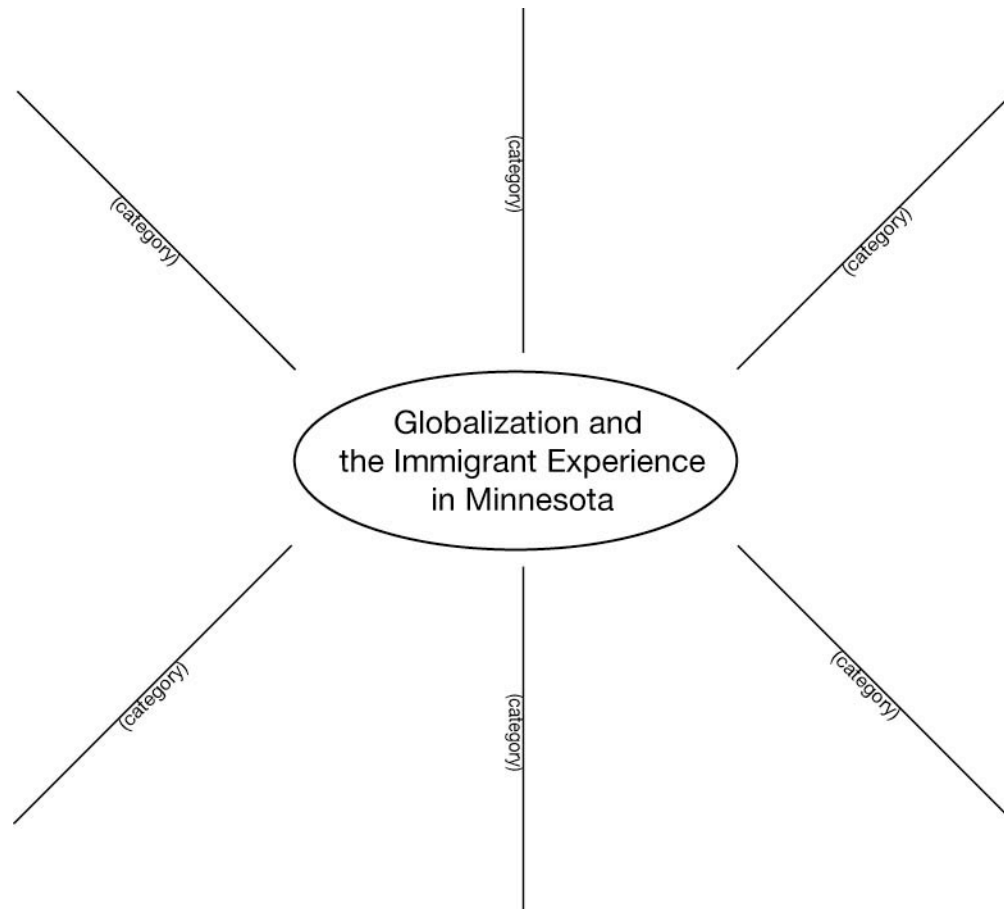 (category)
(category)
(category)
Globalization and
the Immigrant Experience
in Minnesota
(category)
(category)
(category)